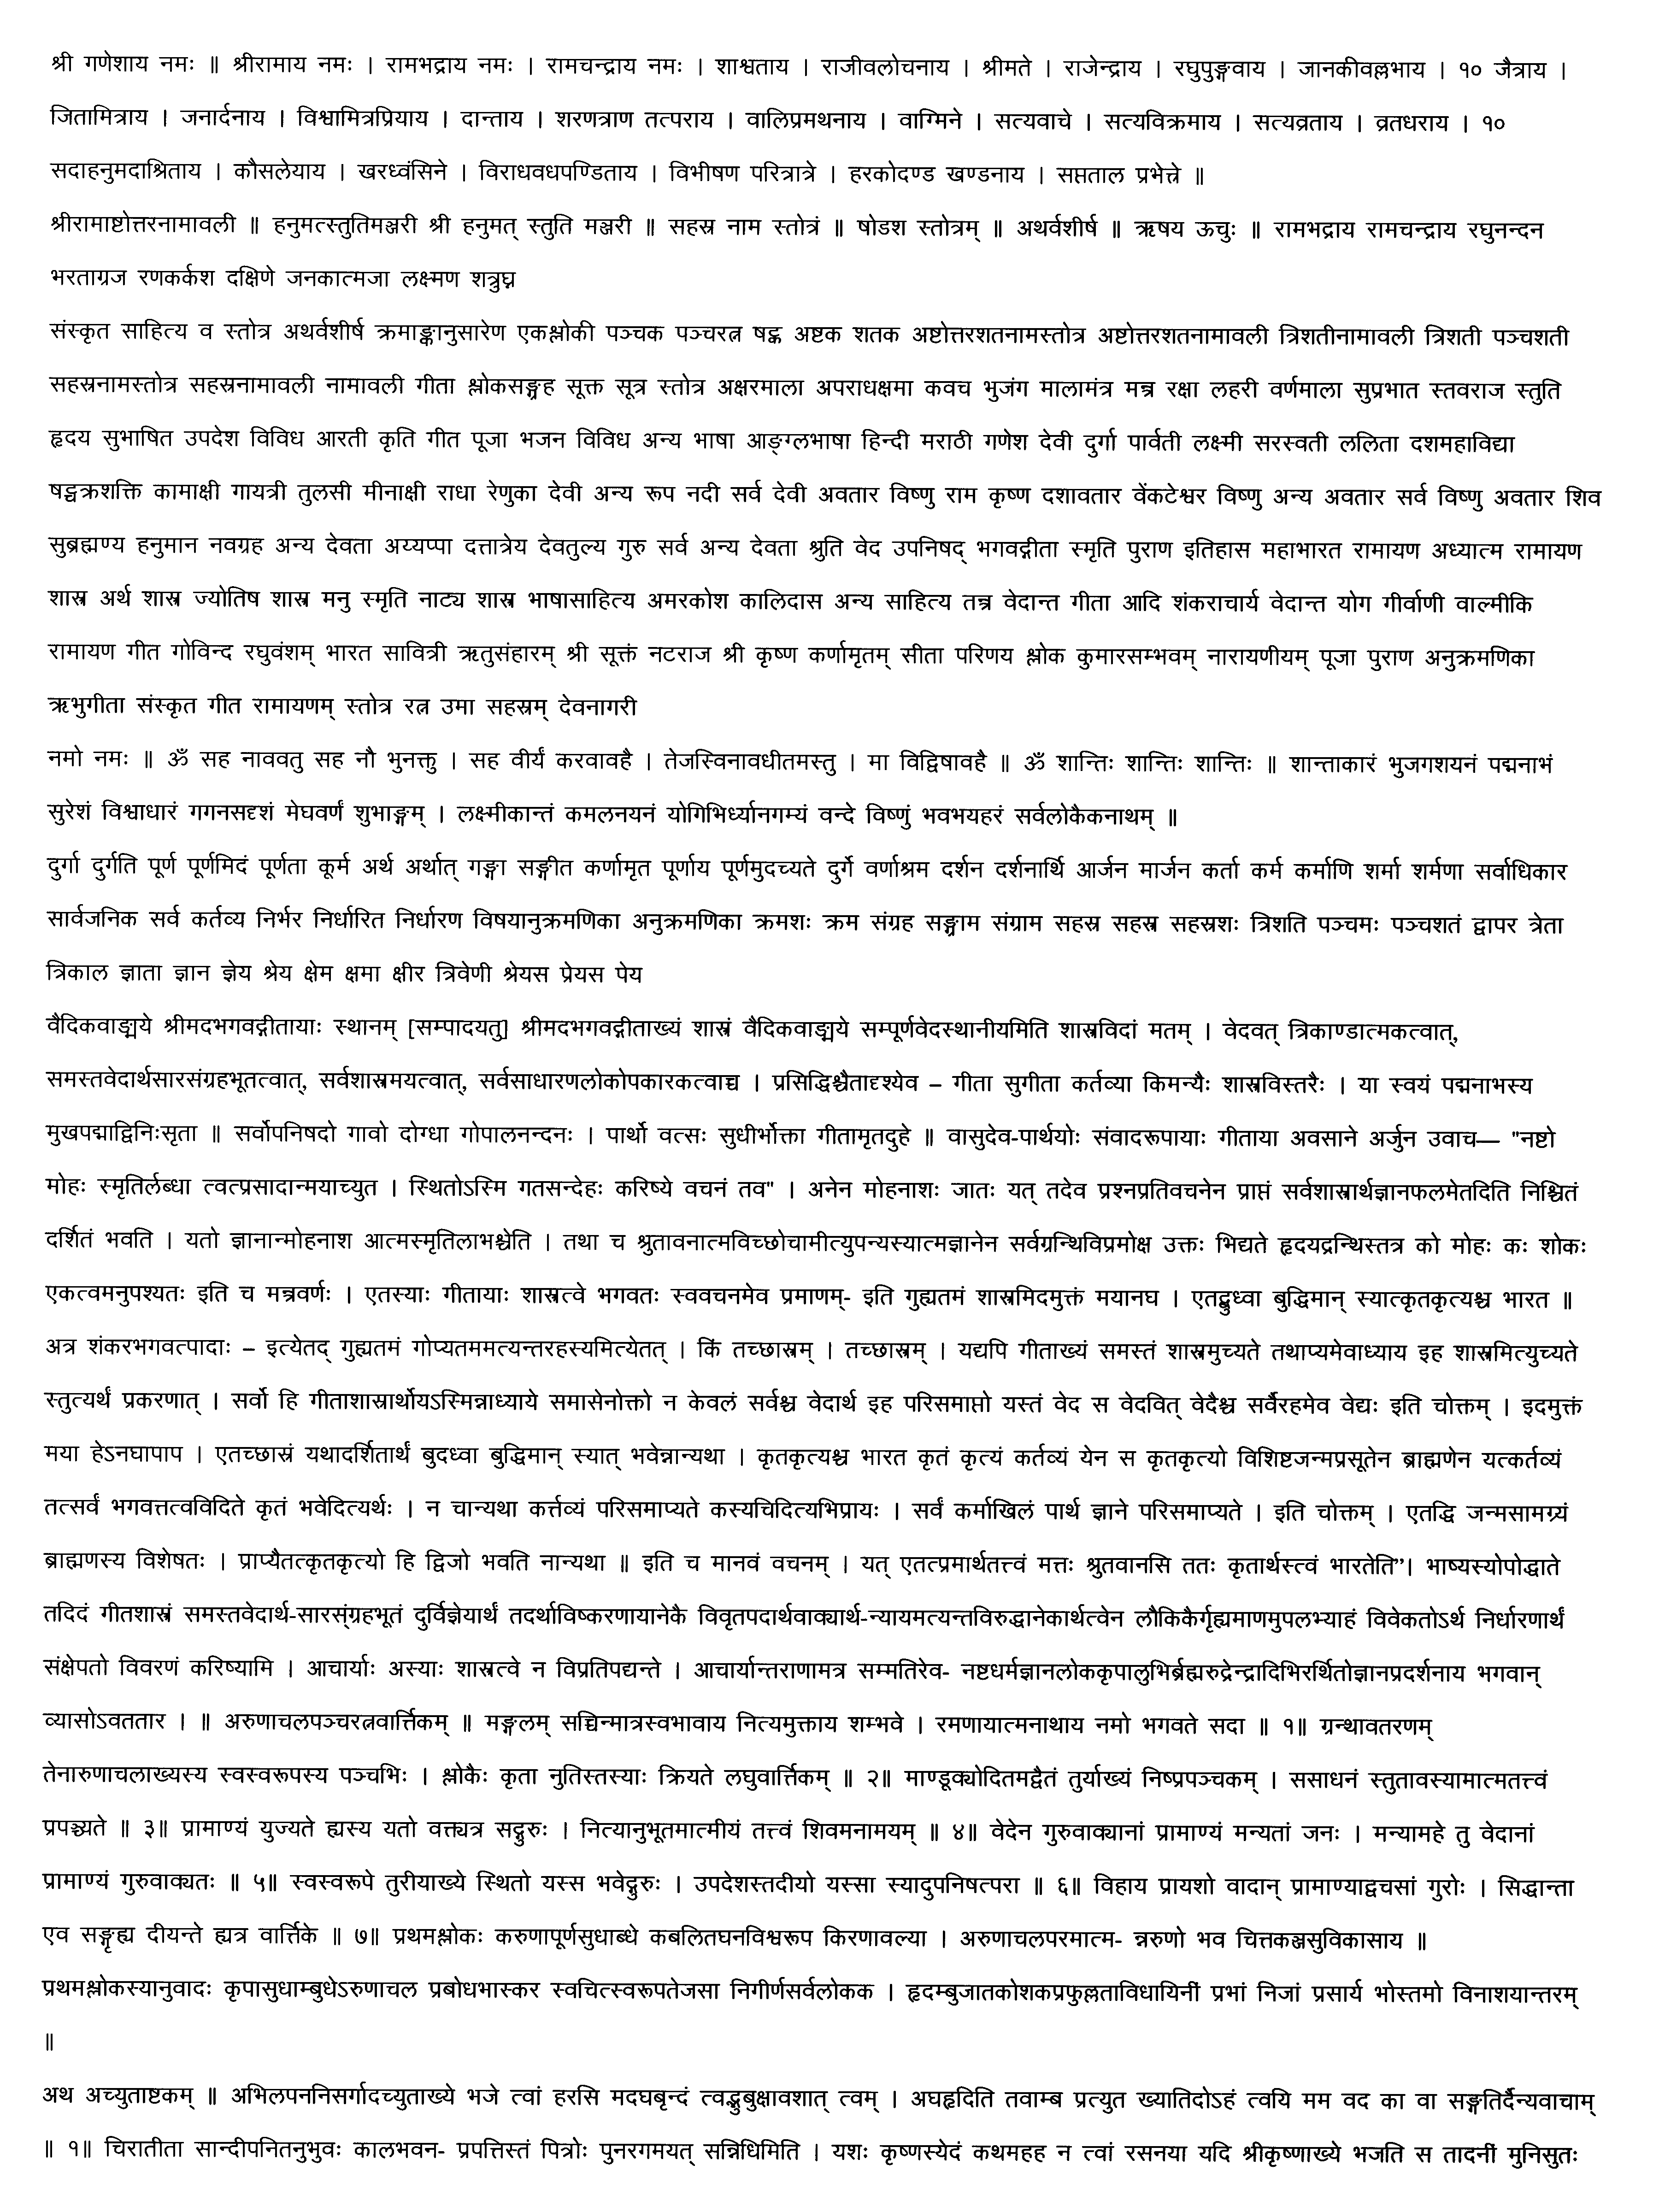 श्री गणेशाय नमः ॥ श्रीरामाय नमः । रामभद्राय नमः । रामचन्द्राय नमः । शाश्वताय । राजीवलोचनाय । श्रीमते । राजेन्द्राय । रघुपुङ्गवाय । जानकीवल्लभाय । १० जैत्राय ।
जितामित्राय । जनार्दनाय । विश्वामित्रप्रियाय । दान्ताय । शरणत्राण तत्पराय । वालिप्रमथनाय । वाग्मिने । सत्यवाचे । सत्यविक्रमाय । सत्यव्रताय । व्रतधराय । १०
सदाहनुमदाश्रिताय । कौसलेयाय । खरध्वंसिने । विराधवधपण्डिताय । विभीषण परित्रात्रे । हरकोदण्ड खण्डनाय । सप्तताल प्रभेत्त्रे ॥
श्रीरामाष्टोत्तरनामावली ॥ हनुमत्स्तुतिमञ्जरी श्री हनुमत् स्तुति मञ्जरी ॥ सहस्र नाम स्तोत्रं ॥ षोडश स्तोत्रम् ॥ अथर्वशीर्ष ॥ ऋषय ऊचुः ॥ रामभद्राय रामचन्द्राय रघुनन्दन
भरताग्रज रणकर्कश दक्षिणे जनकात्मजा लक्ष्मण शत्रुघ्न
संस्कृत साहित्य व स्तोत्र अथर्वशीर्ष क्रमाङ्कानुसारेण एकश्लोकी पञ्चक पञ्चरत्न षट्क अष्टक शतक अष्टोत्तरशतनामस्तोत्र अष्टोत्तरशतनामावली त्रिशतीनामावली त्रिशती पञ्चशती
सहस्रनामस्तोत्र सहस्रनामावली नामावली गीता श्लोकसङ्ग्रह सूक्त सूत्र स्तोत्र अक्षरमाला अपराधक्षमा कवच भुजंग मालामंत्र मन्त्र रक्षा लहरी वर्णमाला सुप्रभात स्तवराज स्तुति
हृदय सुभाषित उपदेश विविध आरती कृति गीत पूजा भजन विविध अन्य भाषा आङ्ग्लभाषा हिन्दी मराठी गणेश देवी दुर्गा पार्वती लक्ष्मी सरस्वती ललिता दशमहाविद्या
षट्चक्रशक्ति कामाक्षी गायत्री तुलसी मीनाक्षी राधा रेणुका देवी अन्य रूप नदी सर्व देवी अवतार विष्णु राम कृष्ण दशावतार वेंकटेश्वर विष्णु अन्य अवतार सर्व विष्णु अवतार शिव
सुब्रह्मण्य हनुमान नवग्रह अन्य देवता अय्यप्पा दत्तात्रेय देवतुल्य गुरु सर्व अन्य देवता श्रुति वेद उपनिषद् भगवद्गीता स्मृति पुराण इतिहास महाभारत रामायण अध्यात्म रामायण
शास्त्र अर्थ शास्त्र ज्योतिष शास्त्र मनु स्मृति नाट्य शास्त्र भाषासाहित्य अमरकोश कालिदास अन्य साहित्य तन्त्र वेदान्त गीता आदि शंकराचार्य वेदान्त योग गीर्वाणी वाल्मीकि
रामायण गीत गोविन्द रघुवंशम् भारत सावित्री ऋतुसंहारम् श्री सूक्तं नटराज श्री कृष्ण कर्णामृतम् सीता परिणय श्लोक कुमारसम्भवम् नारायणीयम् पूजा पुराण अनुक्रमणिका
ऋभुगीता संस्कृत गीत रामायणम् स्तोत्र रत्न उमा सहस्रम् देवनागरी
नमो नमः ॥ ॐ सह नाववतु सह नौ भुनक्तु । सह वीर्यं करवावहै । तेजस्विनावधीतमस्तु । मा विद्विषावहै ॥ ॐ शान्तिः शान्तिः शान्तिः ॥ शान्ताकारं भुजगशयनं पद्मनाभं
सुरेशं विश्वाधारं गगनसदृशं मेघवर्णं शुभाङ्गम् । लक्ष्मीकान्तं कमलनयनं योगिभिर्ध्यानगम्यं वन्दे विष्णुं भवभयहरं सर्वलोकैकनाथम् ॥
दुर्गा दुर्गति पूर्ण पूर्णमिदं पूर्णता कूर्म अर्थ अर्थात् गङ्गा सङ्गीत कर्णामृत पूर्णाय पूर्णमुदच्यते दुर्गे वर्णाश्रम दर्शन दर्शनार्थि आर्जन मार्जन कर्ता कर्म कर्माणि शर्मा शर्मणा सर्वाधिकार
सार्वजनिक सर्व कर्तव्य निर्भर निर्धारित निर्धारण विषयानुक्रमणिका अनुक्रमणिका क्रमशः क्रम संग्रह सङ्ग्राम संग्राम सहस्र सहस्त्र सहस्रशः त्रिशति पञ्चमः पञ्चशतं द्वापर त्रेता
त्रिकाल ज्ञाता ज्ञान ज्ञेय श्रेय क्षेम क्षमा क्षीर त्रिवेणी श्रेयस प्रेयस पेय
वैदिकवाङ्मये श्रीमदभगवद्गीतायाः स्थानम् [सम्पादयतु] श्रीमदभगवद्गीताख्यं शास्त्रं वैदिकवाङ्मये सम्पूर्णवेदस्थानीयमिति शास्त्रविदां मतम् । वेदवत् त्रिकाण्डात्मकत्वात्,
समस्तवेदार्थसारसंग्रहभूतत्वात्, सर्वशास्त्रमयत्वात्, सर्वसाधारणलोकोपकारकत्वाच्च । प्रसिद्धिश्चैतादृश्येव – गीता सुगीता कर्तव्या किमन्यैः शास्त्रविस्तरैः । या स्वयं पद्मनाभस्य
मुखपद्माद्विनिःसृता ॥ सर्वोपनिषदो गावो दोग्धा गोपालनन्दनः । पार्थो वत्सः सुधीर्भोक्ता गीतामृतदुहे ॥ वासुदेव-पार्थयोः संवादरूपायाः गीताया अवसाने अर्जुन उवाच— "नष्टो
मोहः स्मृतिर्लब्धा त्वत्प्रसादान्मयाच्युत । स्थितोऽस्मि गतसन्देहः करिष्ये वचनं तव" । अनेन मोहनाशः जातः यत् तदेव प्रश्नप्रतिवचनेन प्राप्तं सर्वशास्त्रार्थज्ञानफलमेतदिति निश्चितं
दर्शितं भवति । यतो ज्ञानान्मोहनाश आत्मस्मृतिलाभश्चेति । तथा च श्रुतावनात्मविच्छोचामीत्युपन्यस्यात्मज्ञानेन सर्वग्रन्थिविप्रमोक्ष उक्तः भिद्यते हृदयद्रन्थिस्तत्र को मोहः कः शोकः
एकत्वमनुपश्यतः इति च मन्त्रवर्णः । एतस्याः गीतायाः शास्त्रत्वे भगवतः स्ववचनमेव प्रमाणम्- इति गुह्यतमं शास्त्रमिदमुक्तं मयानघ । एतद्बुध्वा बुद्धिमान् स्यात्कृतकृत्यश्च भारत ॥
अत्र शंकरभगवत्पादाः – इत्येतद् गुह्यतमं गोप्यतममत्यन्तरहस्यमित्येतत् । किं तच्छास्त्रम् । तच्छास्त्रम् । यद्यपि गीताख्यं समस्तं शास्त्रमुच्यते तथाप्यमेवाध्याय इह शास्त्रमित्युच्यते
स्तुत्यर्थं प्रकरणात् । सर्वो हि गीताशास्रार्थोयऽस्मिन्नाध्याये समासेनोक्तो न केवलं सर्वश्च वेदार्थ इह परिसमाप्तो यस्तं वेद स वेदवित् वेदैश्च सर्वैरहमेव वेद्यः इति चोक्तम् । इदमुक्तं
मया हेऽनघापाप । एतच्छास्रं यथादर्शितार्थं बुदध्वा बुद्धिमान् स्यात् भवेन्नान्यथा । कृतकृत्यश्च भारत कृतं कृत्यं कर्तव्यं येन स कृतकृत्यो विशिष्टजन्मप्रसूतेन ब्राह्मणेन यत्कर्तव्यं
तत्सर्वं भगवत्तत्वविदिते कृतं भवेदित्यर्थः । न चान्यथा कर्त्तव्यं परिसमाप्यते कस्यचिदित्यभिप्रायः । सर्वं कर्माखिलं पार्थ ज्ञाने परिसमाप्यते । इति चोक्तम् । एतद्धि जन्मसामग्र्यं
ब्राह्मणस्य विशेषतः । प्राप्यैतत्कृतकृत्यो हि द्विजो भवति नान्यथा ॥ इति च मानवं वचनम् । यत् एतत्प्रमार्थतत्त्वं मत्तः श्रुतवानसि ततः कृतार्थस्त्वं भारतेति”। भाष्यस्योपोद्धाते
तदिदं गीतशास्त्रं समस्तवेदार्थ-सारस्ंग्रहभूतं दुर्विज्ञेयार्थं तदर्थाविष्करणायानेकै विवृतपदार्थवाक्यार्थ-न्यायमत्यन्तविरुद्धानेकार्थत्वेन लौकिकैर्गृह्यमाणमुपलभ्याहं विवेकतोऽर्थ निर्धारणार्थं
संक्षेपतो विवरणं करिष्यामि । आचार्याः अस्याः शास्त्रत्वे न विप्रतिपद्यन्ते । आचार्यान्तराणामत्र सम्मतिरेव- नष्टधर्मज्ञानलोककृपालुभिर्ब्रह्मरुद्रेन्द्रादिभिरर्थितोज्ञानप्रदर्शनाय भगवान्
व्यासोऽवततार । ॥ अरुणाचलपञ्चरत्नवार्त्तिकम् ॥ मङ्गलम् सच्चिन्मात्रस्वभावाय नित्यमुक्ताय शम्भवे । रमणायात्मनाथाय नमो भगवते सदा ॥ १॥ ग्रन्थावतरणम्
तेनारुणाचलाख्यस्य स्वस्वरूपस्य पञ्चभिः । श्लोकैः कृता नुतिस्तस्याः क्रियते लघुवार्त्तिकम् ॥ २॥ माण्डूक्योदितमद्वैतं तुर्याख्यं निष्प्रपञ्चकम् । ससाधनं स्तुतावस्यामात्मतत्त्वं
प्रपञ्च्यते ॥ ३॥ प्रामाण्यं युज्यते ह्यस्य यतो वक्त्यत्र सद्गुरुः । नित्यानुभूतमात्मीयं तत्त्वं शिवमनामयम् ॥ ४॥ वेदेन गुरुवाक्यानां प्रामाण्यं मन्यतां जनः । मन्यामहे तु वेदानां
प्रामाण्यं गुरुवाक्यतः ॥ ५॥ स्वस्वरूपे तुरीयाख्ये स्थितो यस्स भवेद्गुरुः । उपदेशस्तदीयो यस्सा स्यादुपनिषत्परा ॥ ६॥ विहाय प्रायशो वादान् प्रामाण्याद्वचसां गुरोः । सिद्धान्ता
एव सङ्गृह्य दीयन्ते ह्यत्र वार्त्तिके ॥ ७॥ प्रथमश्लोकः करुणापूर्णसुधाब्धे कबलितघनविश्वरूप किरणावल्या । अरुणाचलपरमात्म- न्नरुणो भव चित्तकञ्जसुविकासाय ॥
प्रथमश्लोकस्यानुवादः कृपासुधाम्बुधेऽरुणाचल प्रबोधभास्कर स्वचित्स्वरूपतेजसा निगीर्णसर्वलोकक । हृदम्बुजातकोशकप्रफुल्लताविधायिनीं प्रभां निजां प्रसार्य भोस्तमो विनाशयान्तरम्
॥
अथ अच्युताष्टकम् ॥ अभिलपननिसर्गादच्युताख्ये भजे त्वां हरसि मदघबृन्दं त्वद्भुबुक्षावशात् त्वम् । अघहृदिति तवाम्ब प्रत्युत ख्यातिदोऽहं त्वयि मम वद का वा सङ्गतिर्दैन्यवाचाम्
॥ १॥ चिरातीता सान्दीपनितनुभुवः कालभवन- प्रपत्तिस्तं पित्रोः पुनरगमयत् सन्निधिमिति । यशः कृष्णस्येदं कथमहह न त्वां रसनया यदि श्रीकृष्णाख्ये भजति स तादनीं मुनिसुतः